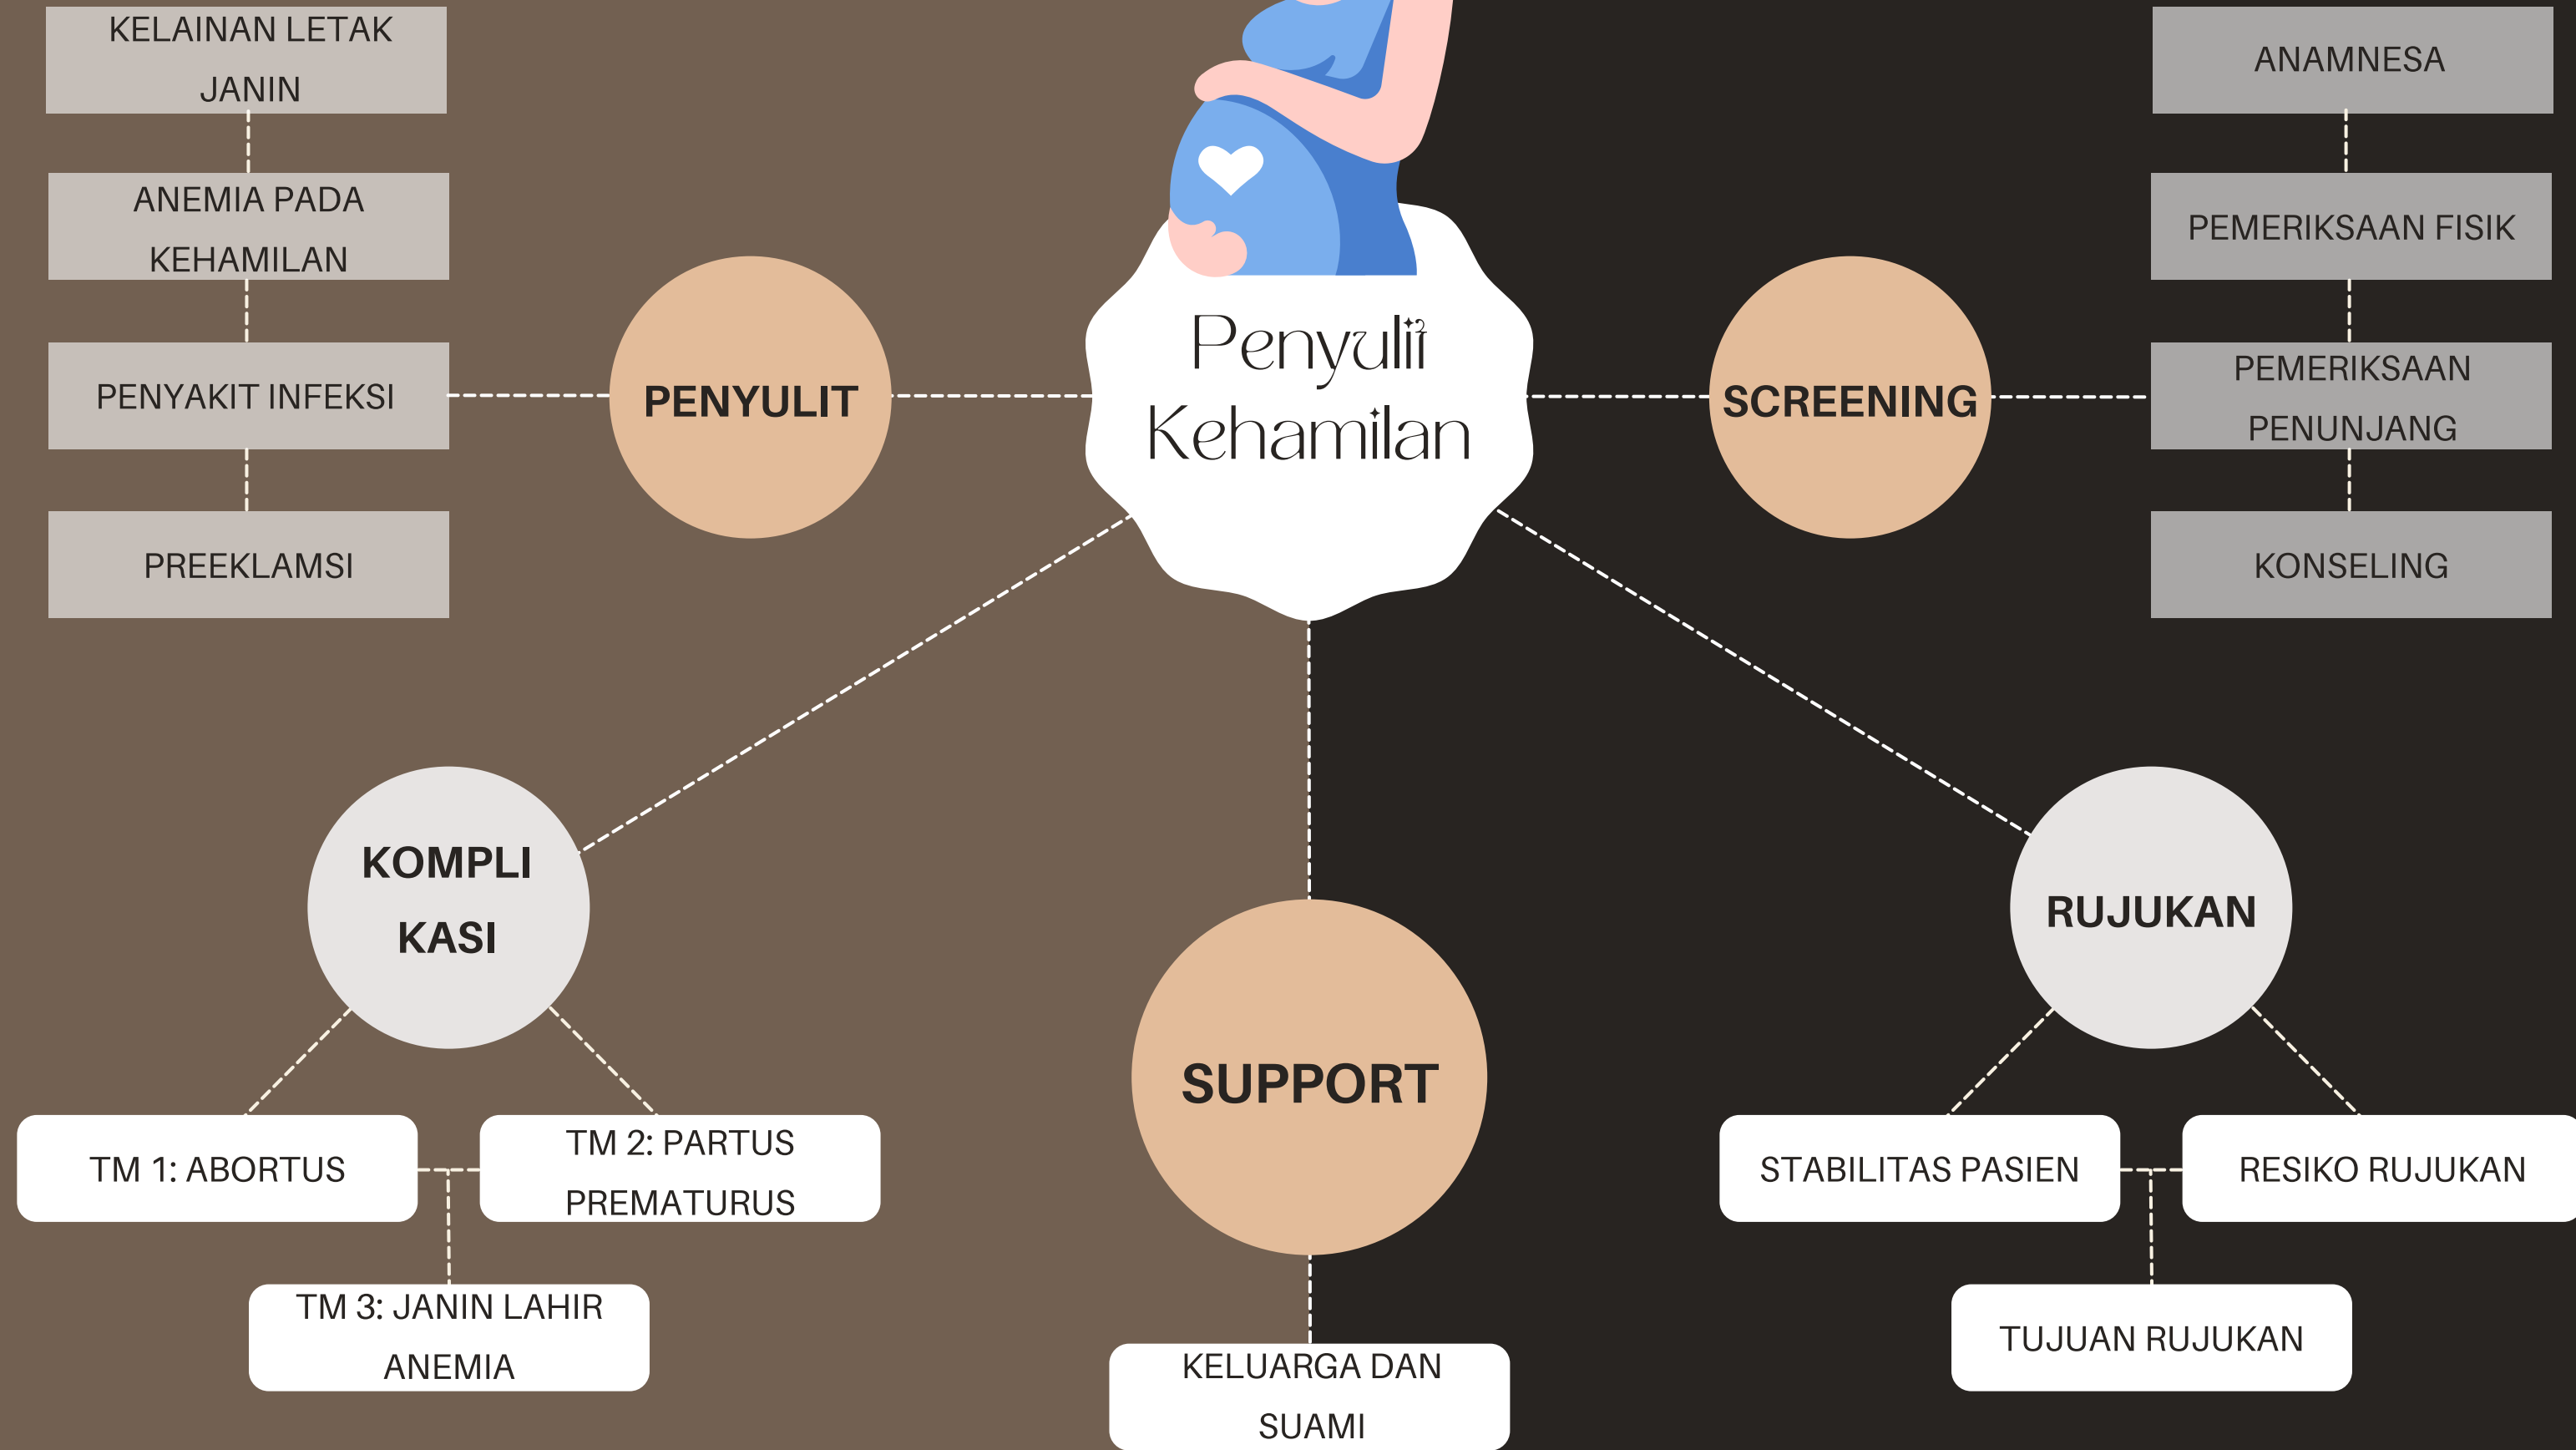 KELAINAN LETAK
JANIN
ANEMIA PADA
KEHAMILAN
PENYAKIT INFEKSI
PREEKLAMSI
PENYULIT
Penyulit
Kehamilan
SCREENING
ANAMNESA
PEMERIKSAAN FISIK
PEMERIKSAAN
PENUNJANG
KONSELING
KOMPLI
KASI
TM 1: ABORTUS
TM 2: PARTUS
PREMATURUS
TM 3: JANIN LAHIR
ANEMIA
SUPPORT
KELUARGA DAN
SUAMI
RUJUKAN
STABILITAS PASIEN
RESIKO RUJUKAN
TUJUAN RUJUKAN